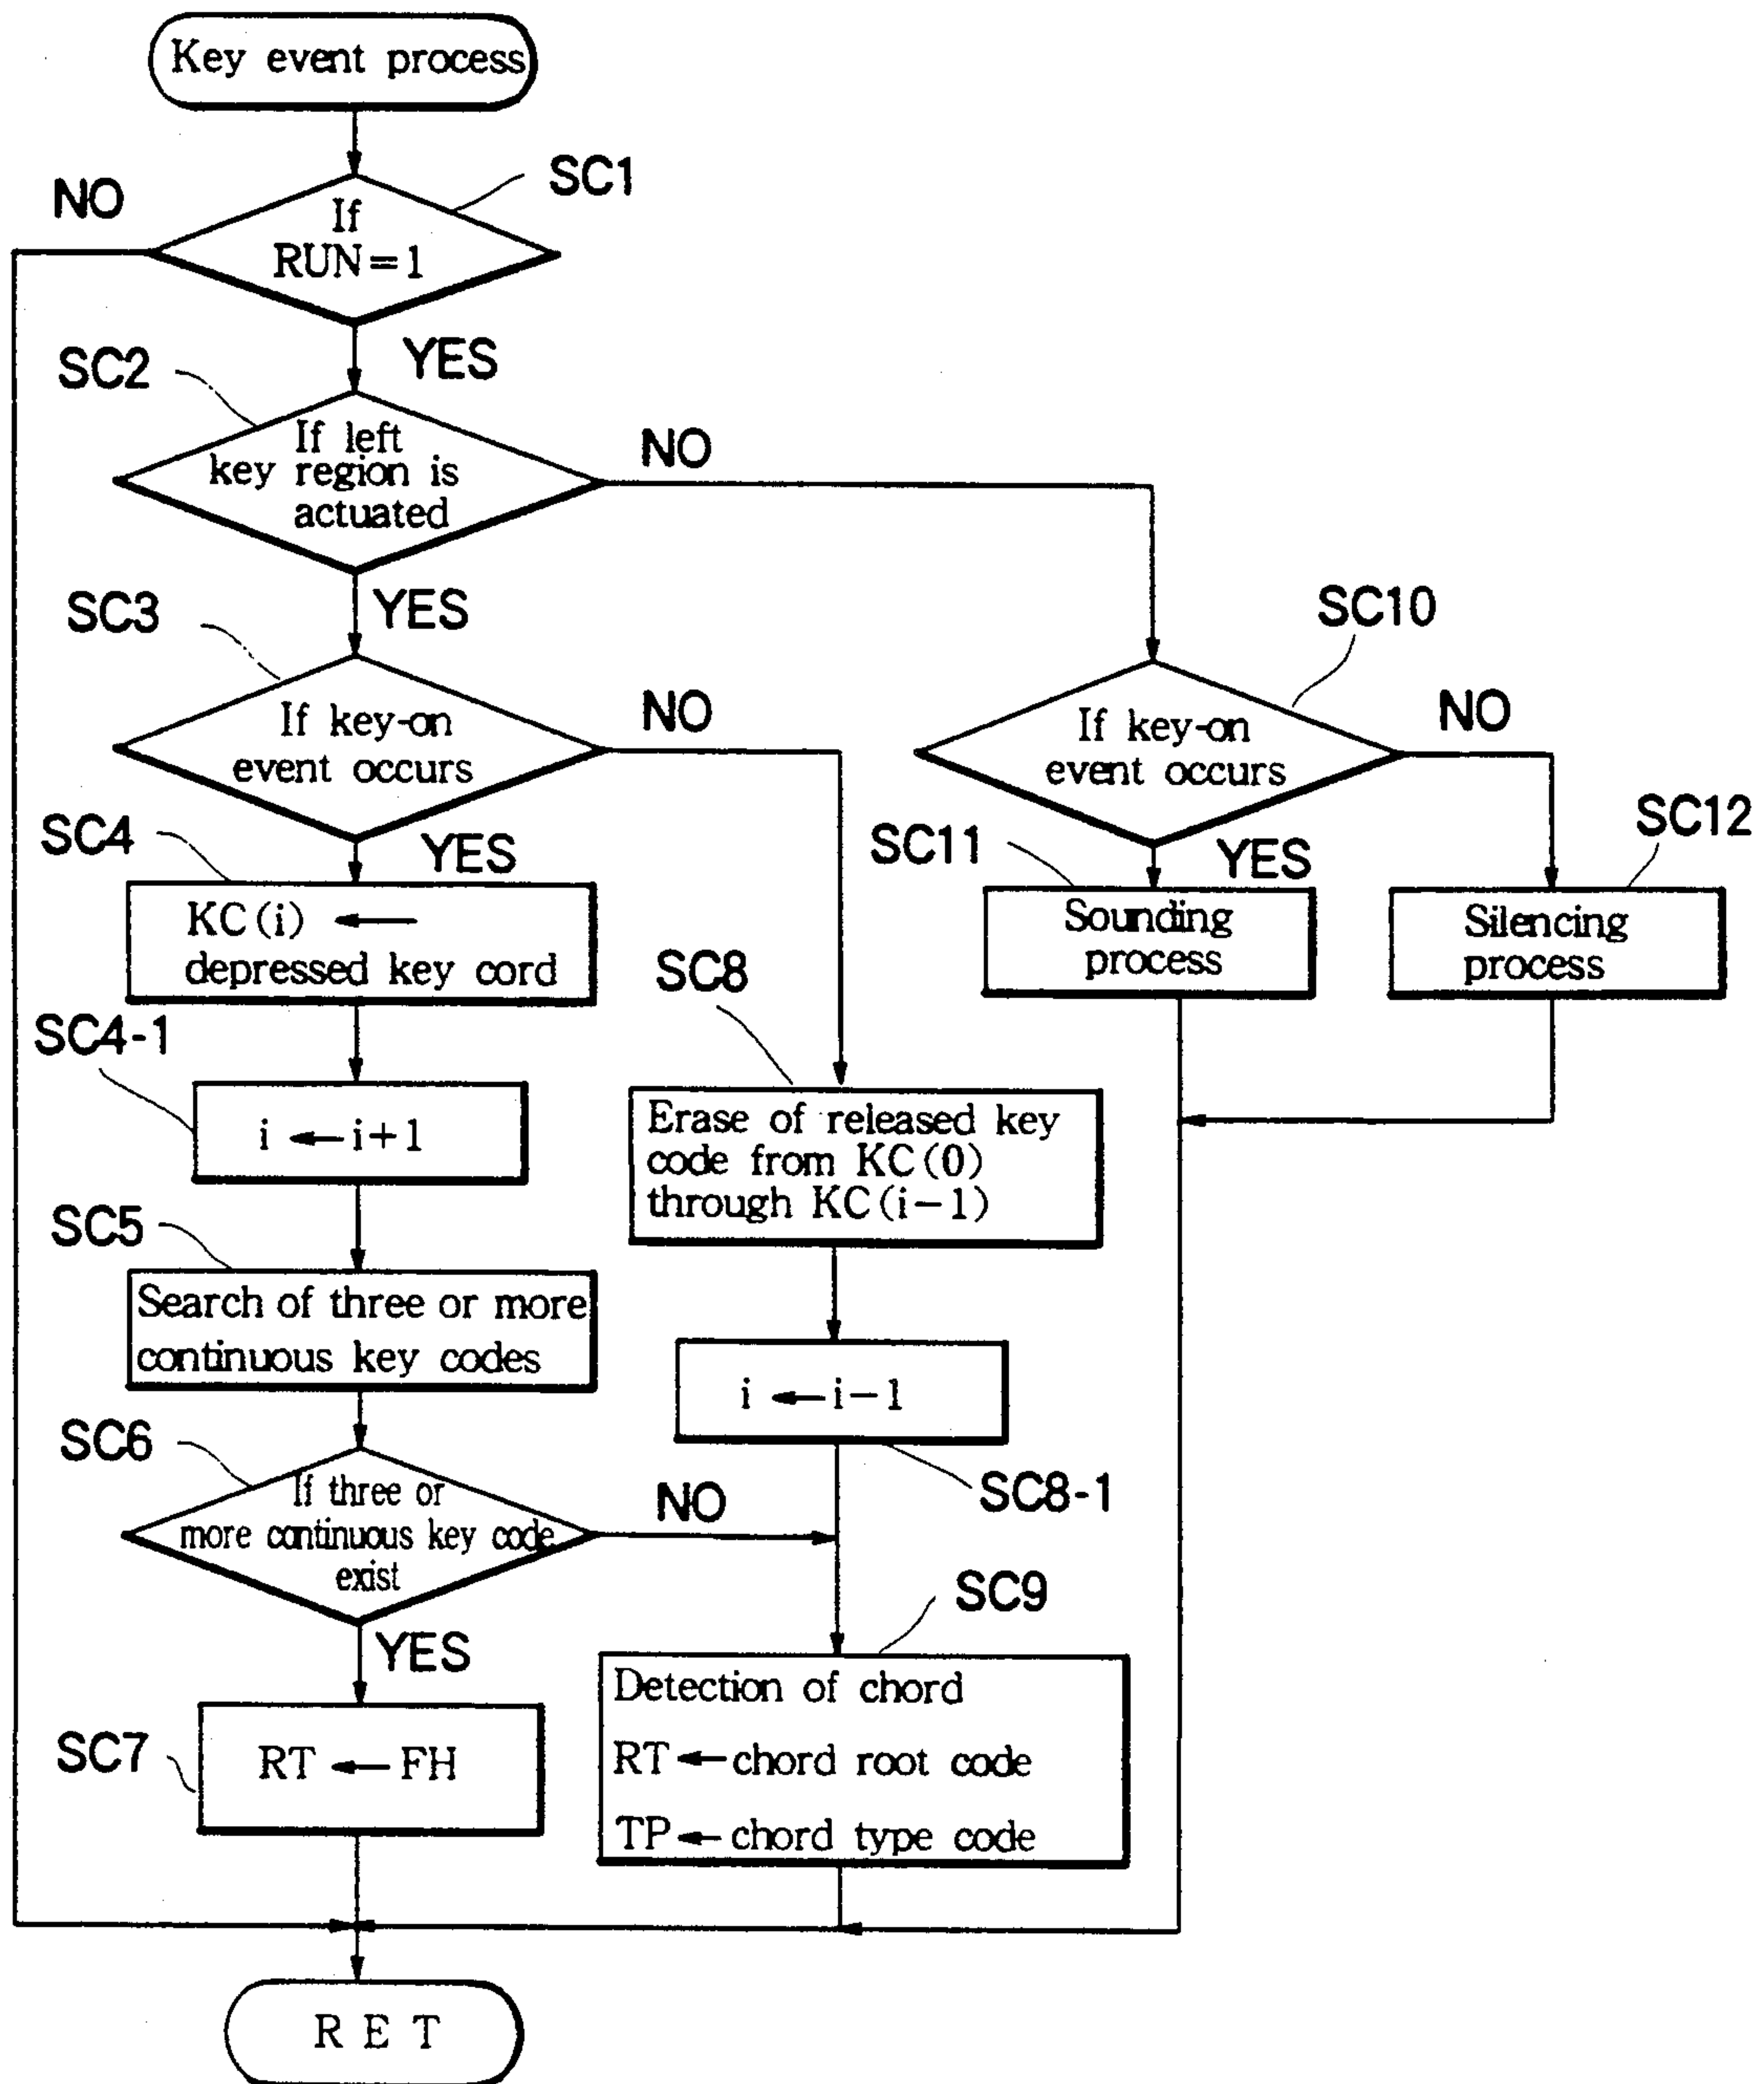 Key event process
SC1
NO
If
RUN=1
YES
SC2
If left
key region is
actuated
NO
YES
SC3
If key-on
event occurs
NO
SC10
If key-on
event occurs
NO
YES
SC4
KC(i) ←
depressed key cord
SC11
YES
Sounding
process
SC12
Silencing
process
SC4-1
i ← i+1
SC8
Erase of released key
code from KC(0)
through KC(i-1)
SC5
Search of three or more
continuous key codes
i ← i-1
SC8-1
SC6
If three or
more continuous key code
exist
NO
YES
SC9
Detection of chord
RT ← chord root code
TP ← chord type code
SC7
RT ← FH
R E T